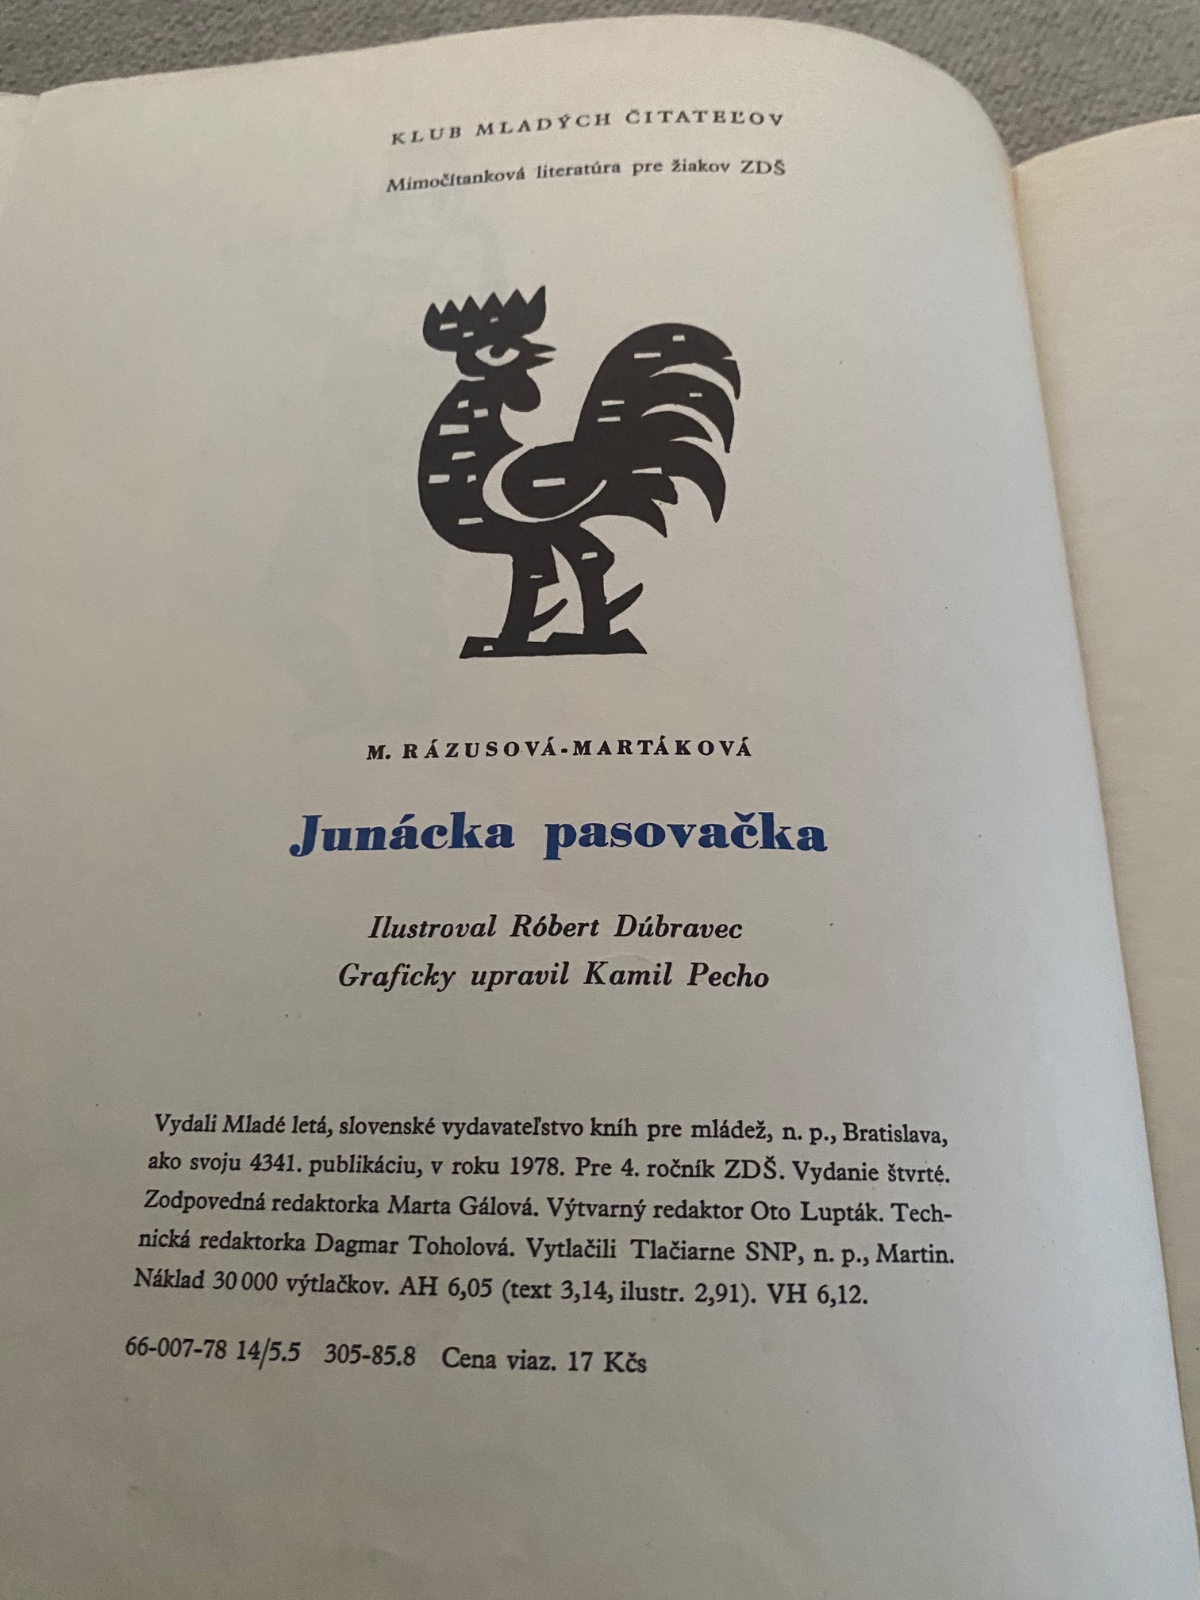 KLUB MLADÝCH ČITATEĽOV
Mimočítanková literatúra pre žiakov ZDŠ
M. RÁZUSOVÁ-MARTÁKOVÁ
Junácka pasovačka
Ilustroval Róbert Dúbravec
Graficky upravil Kamil Pecho
Vydali Mladé letá, slovenské vydavateľstvo kníh pre mládež, n. p., Bratislava,
ako svoju 4341. publikáciu, v roku 1978. Pre 4. ročník ZDŠ. Vydanie štvrté.
Zodpovedná redaktorka Marta Gálová. Výtvarný redaktor Oto Lupták. Tech-
nická redaktorka Dagmar Toholová. Vytlačili Tlačiarne SNP, n. p., Martin.
Náklad 30 000 výtlačkov. AH 6,05 (text 3,14, ilustr. 2,91). VH 6,12.
66-007-78 14/5.5 305-85.8 Cena viaz. 17 Kčs